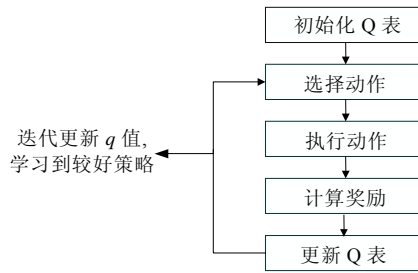 初始化 Q 表
选择动作
执行动作
计算奖励
更新 Q 表
迭代更新 q 值,
学习到较好策略